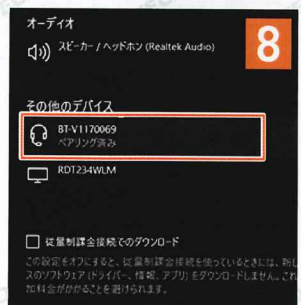 オーディオ
スピーカー / ヘッドホン (Realtek Audio)
8
その他のデバイス
BT-V1170069
ペアリング済み
RDT234WLM
従量制課金接続でのダウンロード
この設定をオフにすると、従量制課金接続を使っているときには、新し
スのソフトウェア (ドライバー、情報、アプリ) をダウンロードしません。これ
加料金がかかることを避けられます。